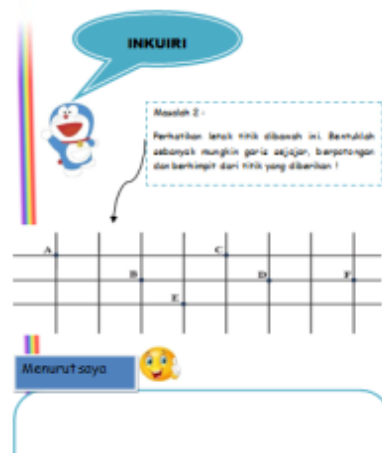 INKUIRI
Masalah 2 :
Perhatikan letak titik dibawah ini. Bentuklah
sebanyak mungkin garis sejajar, berpotongan
dan berhimpit dari titik yang diberikan !
A
C
B
D
F
E
Menurut saya